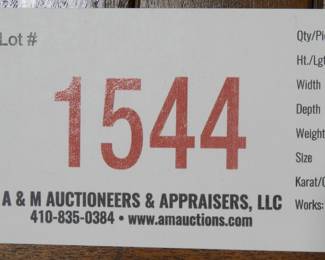 Lot #
1544
A & M AUCTIONEERS & APPRAISERS, LLC
410-835-0384 • www.amauctions.com
Qty/Pi
Ht./Lgt
Width
Depth
Weight
Size
Karat/
Works: